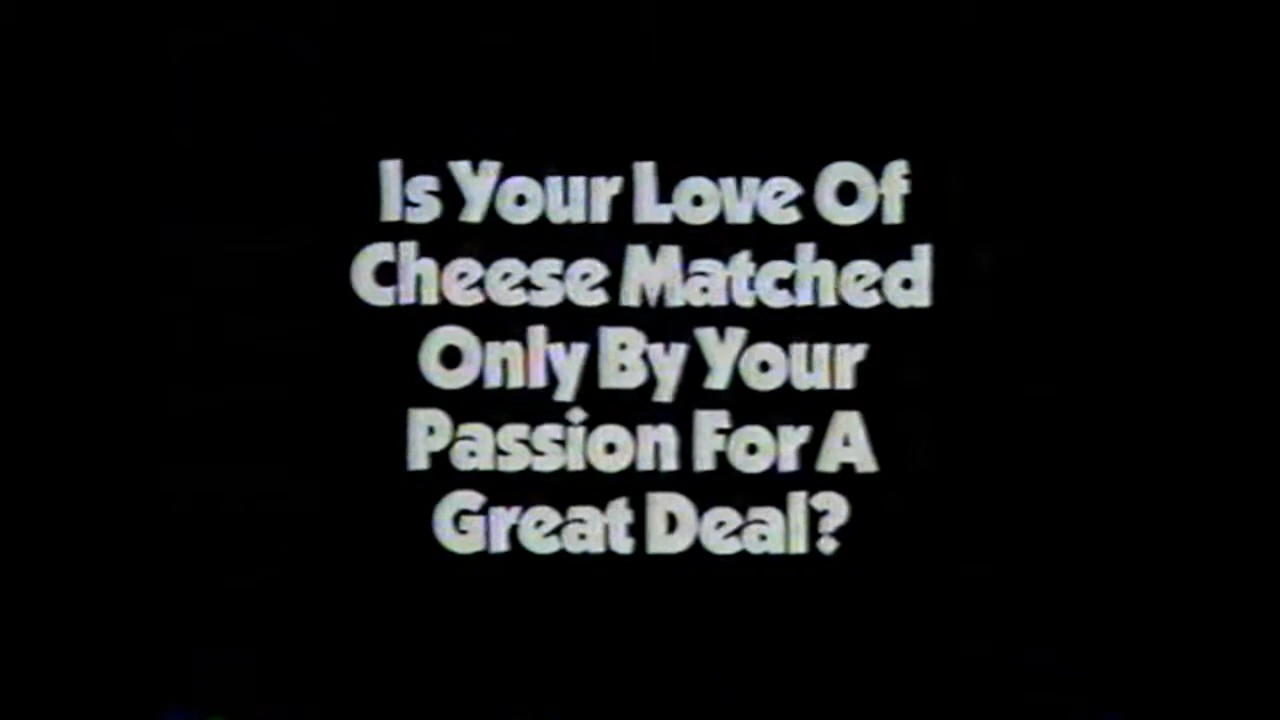 Is Your Love Of
Cheese Matched
Only By Your
Passion For A
Great Deal?